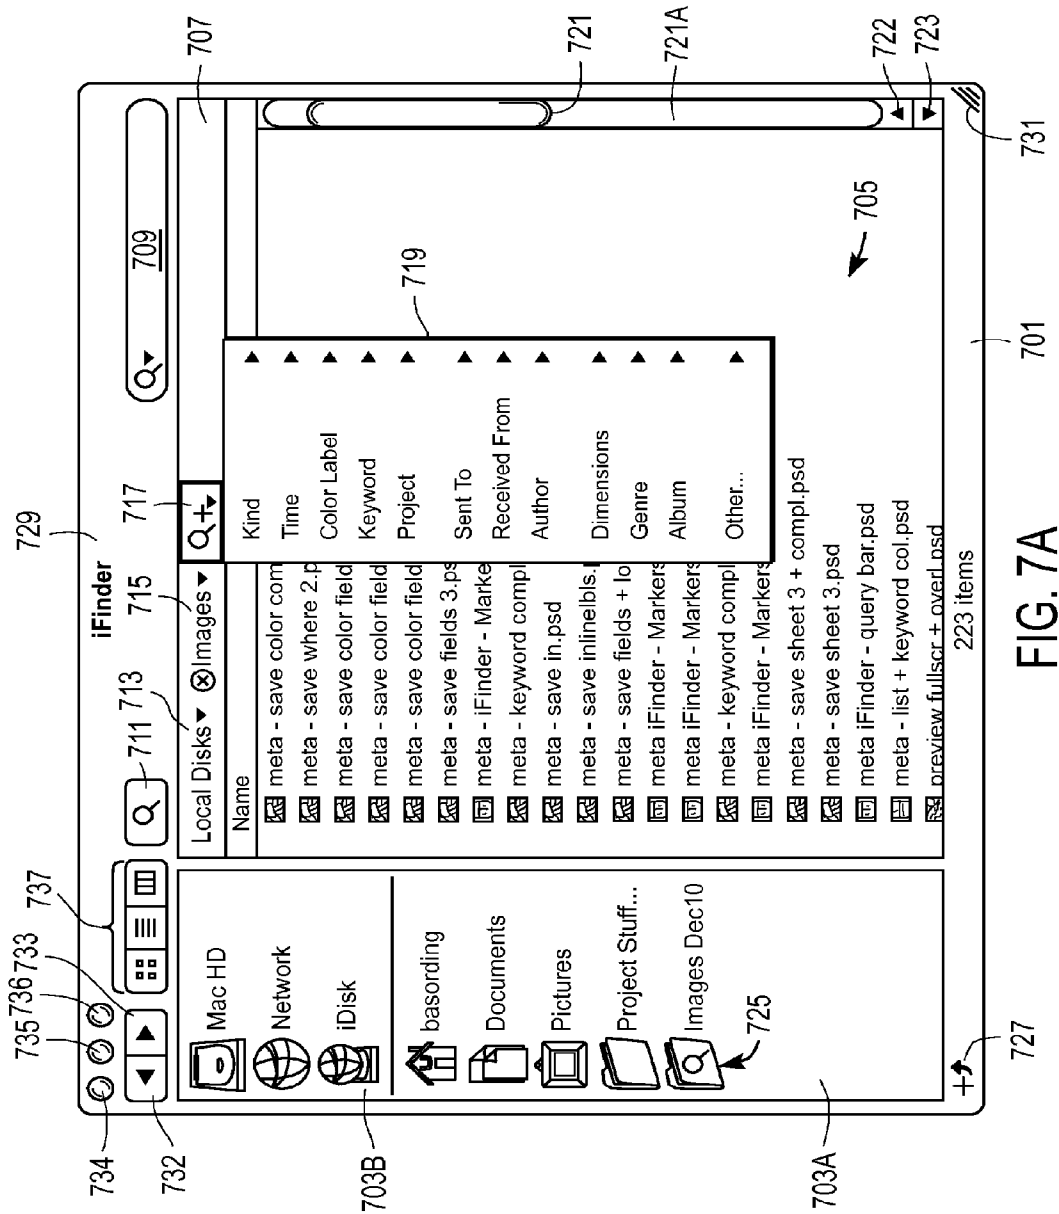 729
iFinder
734
735
736
733
732
737
711
713
715
717
709
707
Local Disks
Images
Name
Mac HD
Network
iDisk
basording
Documents
Pictures
Project Stuff...
Images Dec10
725
703B
703A
meta - save color com
meta - save where 2.p
meta - save color field
meta - save color field
meta - save color field
meta - save fields 3.ps
meta - iFinder - Marke
meta - keyword compl
meta - save in.psd
meta - save inlinelbls.p
meta - save fields + lo
meta iFinder - Markers
meta iFinder - Markers
meta - keyword compl
meta iFinder - Markers
meta - save sheet 3 + compl.psd
meta - save sheet 3.psd
meta iFinder - query bar.psd
meta - list + keyword col.psd
preview fullscr + overl.psd
Kind
Time
Color Label
Keyword
Project
Sent To
Received From
Author
Dimensions
Genre
Album
Other...
719
705
721
721A
722
723
727
223 items
701
731
FIG. 7A